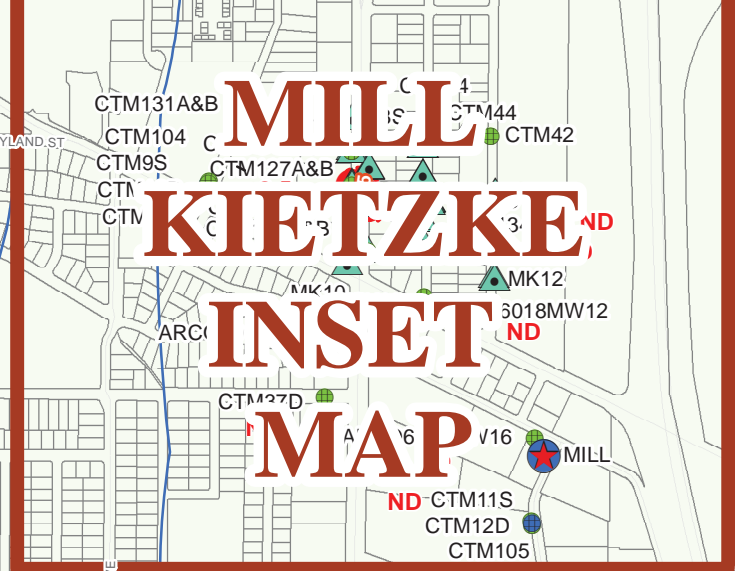 CTM131A&B
MILL
CTM44
CTM42
YLAND ST
CTM104
CTM9S
CTM127A&B
KIETZKE
ND
MK12
MK10
6018MW12
INSET
ND
CTM37D
MAP
MILL
ND CTM11S
CTM12D
CTM105